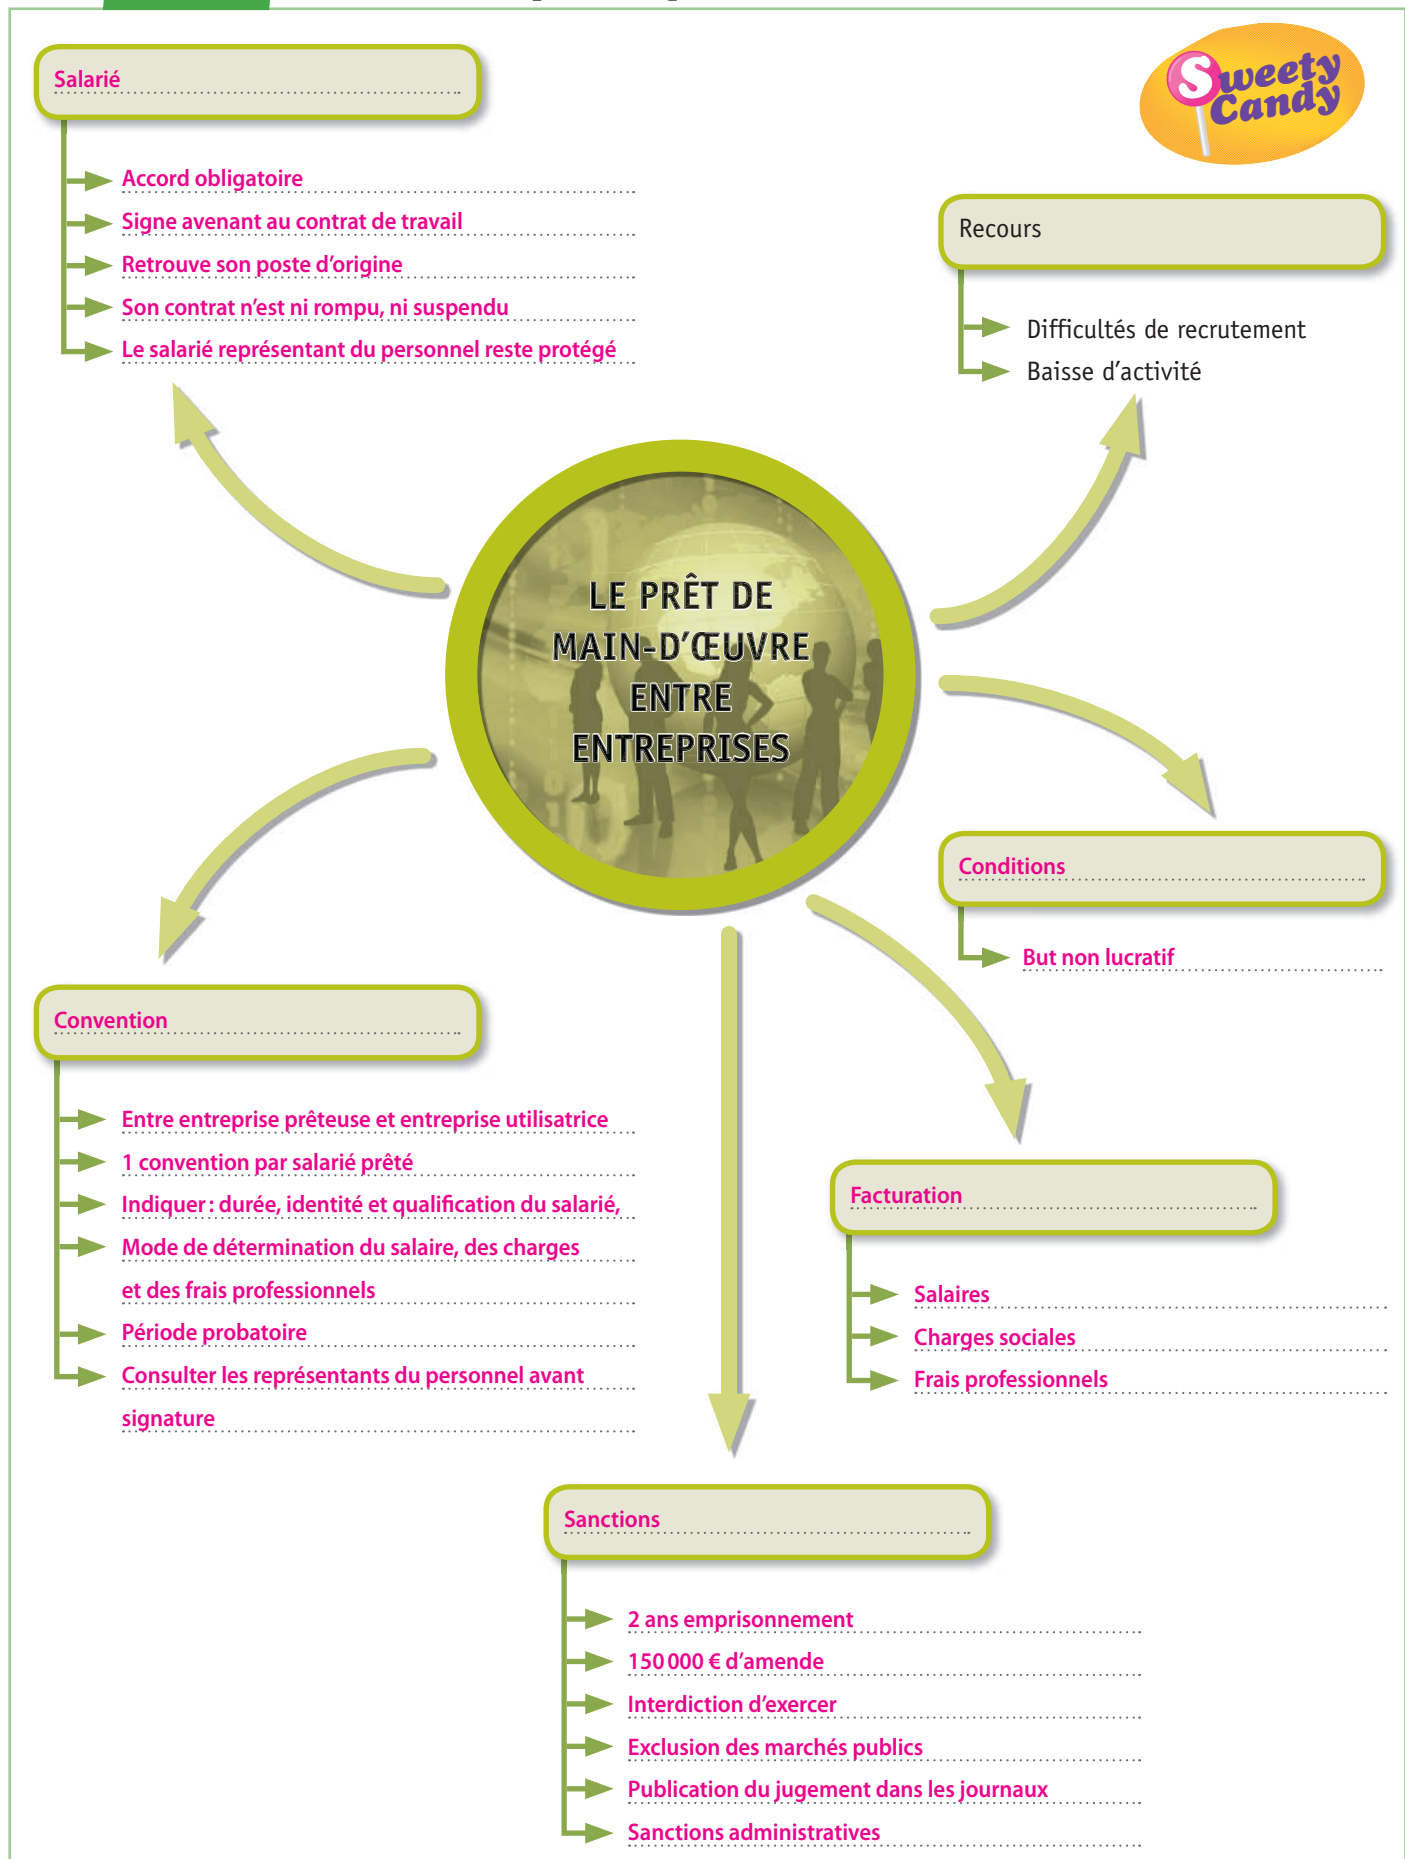 Salarié
Accord obligatoire
Signe avenant au contrat de travail
Retrouve son poste d'origine
Son contrat n'est ni rompu, ni suspendu
Le salarié représentant du personnel reste protégé
Sweety
Candy
Recours
Difficultés de recrutement
Baisse d'activité
LE PRÊT DE
MAIN-D'ŒUVRE
ENTRE
ENTREPRISES
Conditions
But non lucratif
Convention
Entre entreprise prêteuse et entreprise utilisatrice
1 convention par salarié prêté
Indiquer : durée, identité et qualification du salarié,
Mode de détermination du salaire, des charges
et des frais professionnels
Période probatoire
Consulter les représentants du personnel avant
signature
Facturation
Salaires
Charges sociales
Frais professionnels
Sanctions
2 ans emprisonnement
150 000 € d'amende
Interdiction d'exercer
Exclusion des marchés publics
Publication du jugement dans les journaux
Sanctions administratives